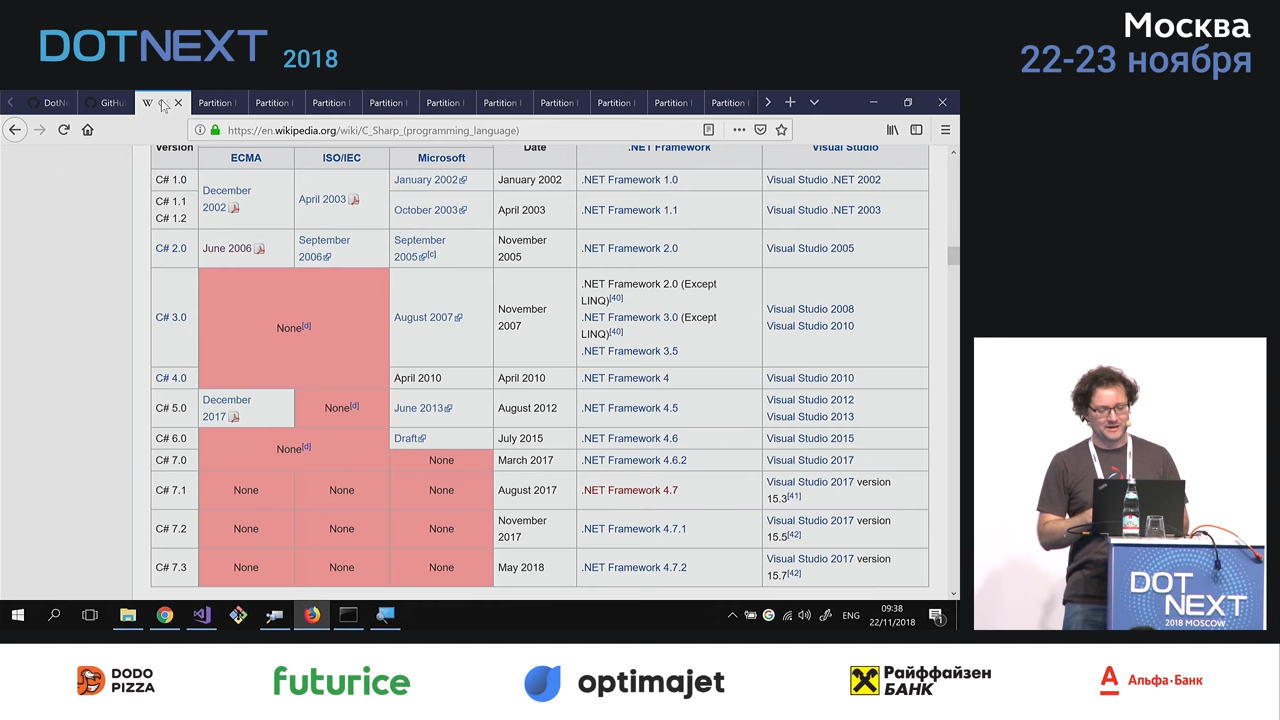 DOTNEXT 2018
Москва
22-23 ноября
DotNe
GitHub
W
Partition I
Partition I
Partition I
Partition I
Partition I
Partition I
Partition I
Partition I
Partition I
Partition I
https://en.wikipedia.org/wiki/C_Sharp_(programming_language)
Version
ECMA
ISO/IEC
Microsoft
Date
.NET Framework
Visual Studio
C# 1.0
December 2002
April 2003
January 2002
January 2002
.NET Framework 1.0
Visual Studio .NET 2002
C# 1.1
C# 1.2
October 2003
April 2003
.NET Framework 1.1
Visual Studio .NET 2003
C# 2.0
June 2006
September 2006
September 2005[c]
November 2005
.NET Framework 2.0
Visual Studio 2005
C# 3.0
None[d]
August 2007
November 2007
.NET Framework 2.0 (Except LINQ)[40]
.NET Framework 3.0 (Except LINQ)[40]
.NET Framework 3.5
Visual Studio 2008
Visual Studio 2010
C# 4.0
April 2010
April 2010
.NET Framework 4
Visual Studio 2010
C# 5.0
December 2017
None[d]
June 2013
August 2012
.NET Framework 4.5
Visual Studio 2012
Visual Studio 2013
C# 6.0
None[d]
Draft
July 2015
.NET Framework 4.6
Visual Studio 2015
C# 7.0
None
March 2017
.NET Framework 4.6.2
Visual Studio 2017
C# 7.1
None
None
None
August 2017
.NET Framework 4.7
Visual Studio 2017 version 15.3[41]
C# 7.2
None
None
None
November 2017
.NET Framework 4.7.1
Visual Studio 2017 version 15.5[42]
C# 7.3
None
None
None
May 2018
.NET Framework 4.7.2
Visual Studio 2017 version 15.7[42]
ENG
09:38
22/11/2018
1
DOT
NEXT
2018 MOSCOW
DODO
PIZZA
futurice
optimajet
Райффайзен
БАНК
А Альфа·Банк